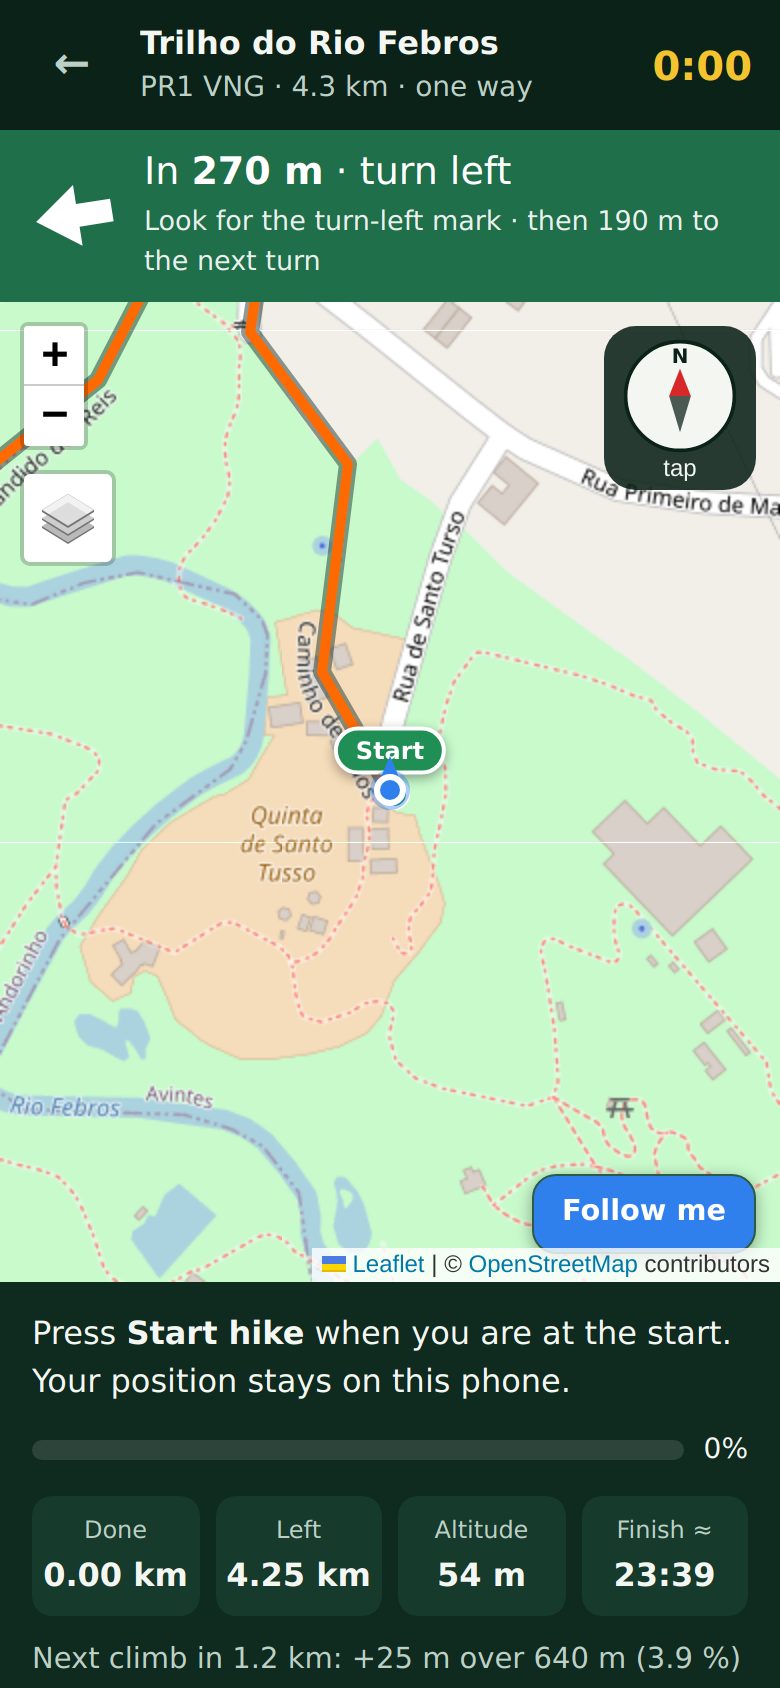 ←
Trilho do Rio Febros
PR1 VNG · 4.3 km · one way
0:00
In 270 m · turn left
Look for the turn-left mark · then 190 m to
the next turn
+
−
Reis
N
tap
Rua Primeiro de Ma
Rua de Santo Turso
Caminho de
Start
Quinta
de Santo
Tusso
Andorinho
Avintes
Rio Febros
Follow me
Leaflet | © OpenStreetMap contributors
Press Start hike when you are at the start.
Your position stays on this phone.
0%
Done
0.00 km
Left
4.25 km
Altitude
54 m
Finish ≈
23:39
Next climb in 1.2 km: +25 m over 640 m (3.9 %)